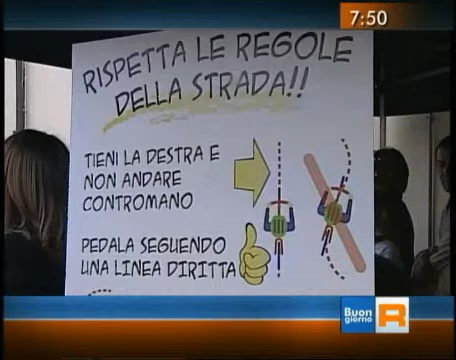 7:50
RISPETTA LE REGOLE
DELLA STRADA!!
TIENI LA DESTRA E
NON ANDARE
CONTROMANO
PEDALA SEGUENDO
UNA LINEA DIRITTA
Buon
giorno
R